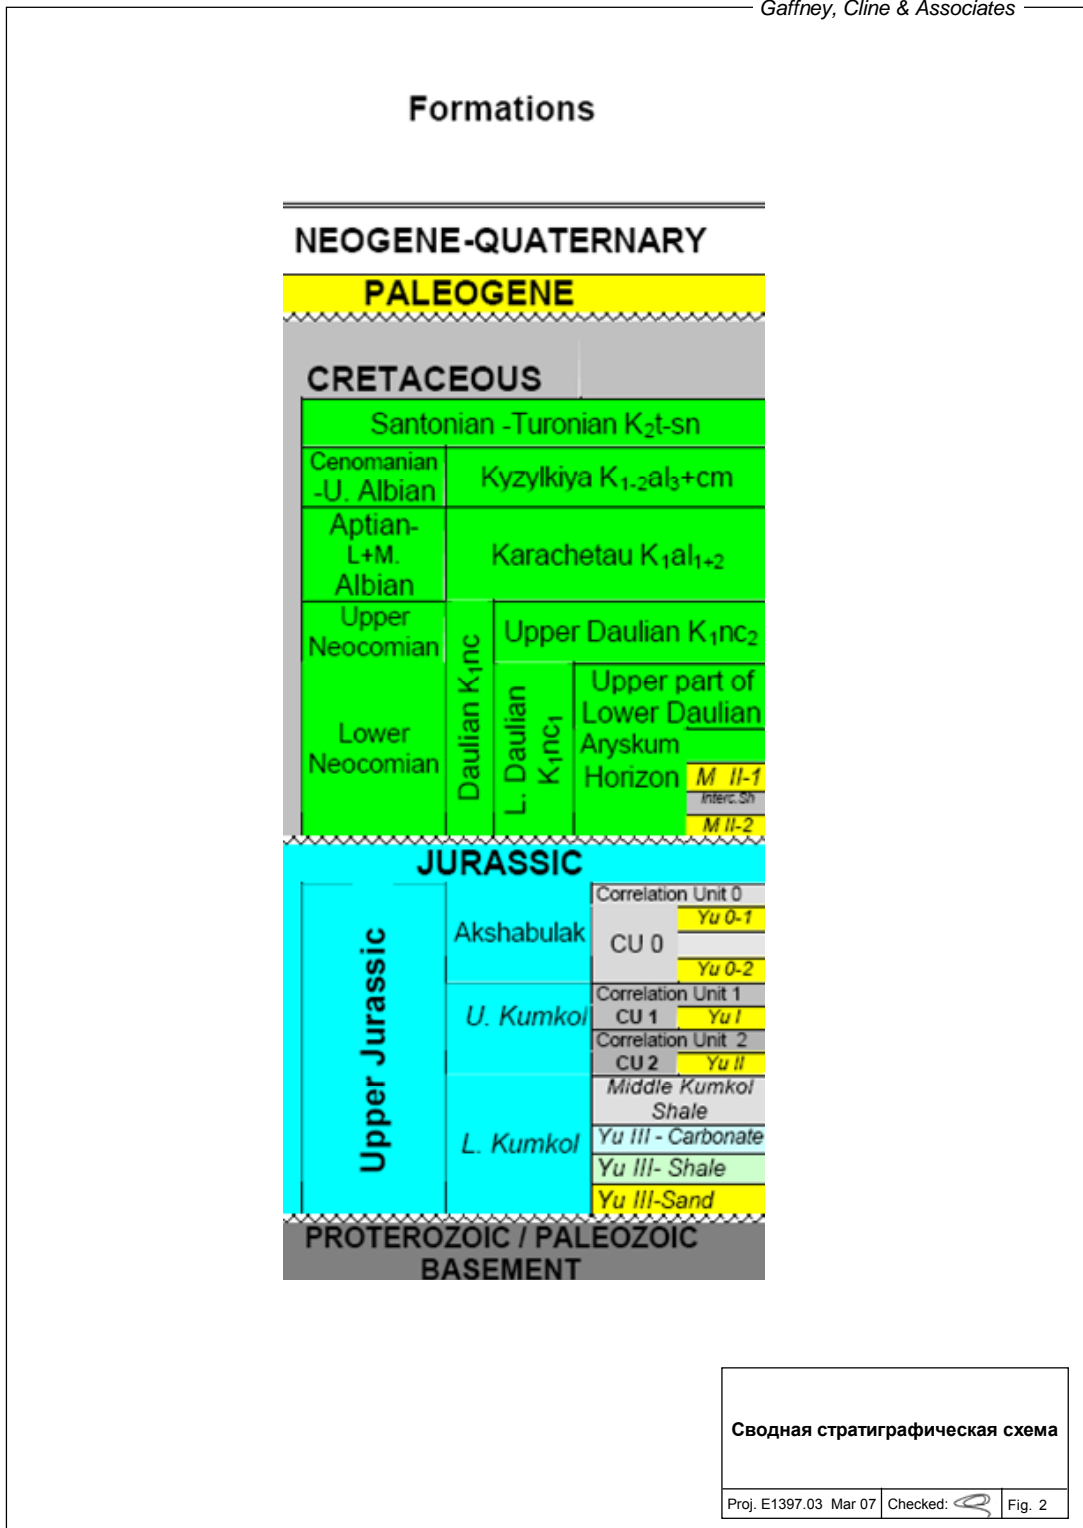 Gaffney, Cline & Associates
Formations
NEOGENE-QUATERNARY
PALEOGENE
CRETACEOUS
Santonian -Turonian K₂t-sn
Cenomanian
-U. Albian
Kyzylkiya K₁₋₂al₃+cm
Aptian-
L+M.
Albian
Karachetau K₁al₁₊₂
Upper
Neocomian
Daulian K₁nc
Upper Daulian K₁nc₂
Lower
Neocomian
L. Daulian
K₁nc₁
Upper part of
Lower Daulian
Aryskum
Horizon
M II-1
Interc.Sh
M II-2
JURASSIC
Upper Jurassic
Akshabulak
Correlation Unit 0
CU 0
Yu 0-1
Yu 0-2
U. Kumkol
Correlation Unit 1
CU 1
Yu I
Correlation Unit 2
CU 2
Yu II
L. Kumkol
Middle Kumkol
Shale
Yu III - Carbonate
Yu III- Shale
Yu III-Sand
PROTEROZOIC / PALEOZOIC
BASEMENT
Сводная стратиграфическая схема
Proj. E1397.03 Mar 07
Checked:
Fig. 2